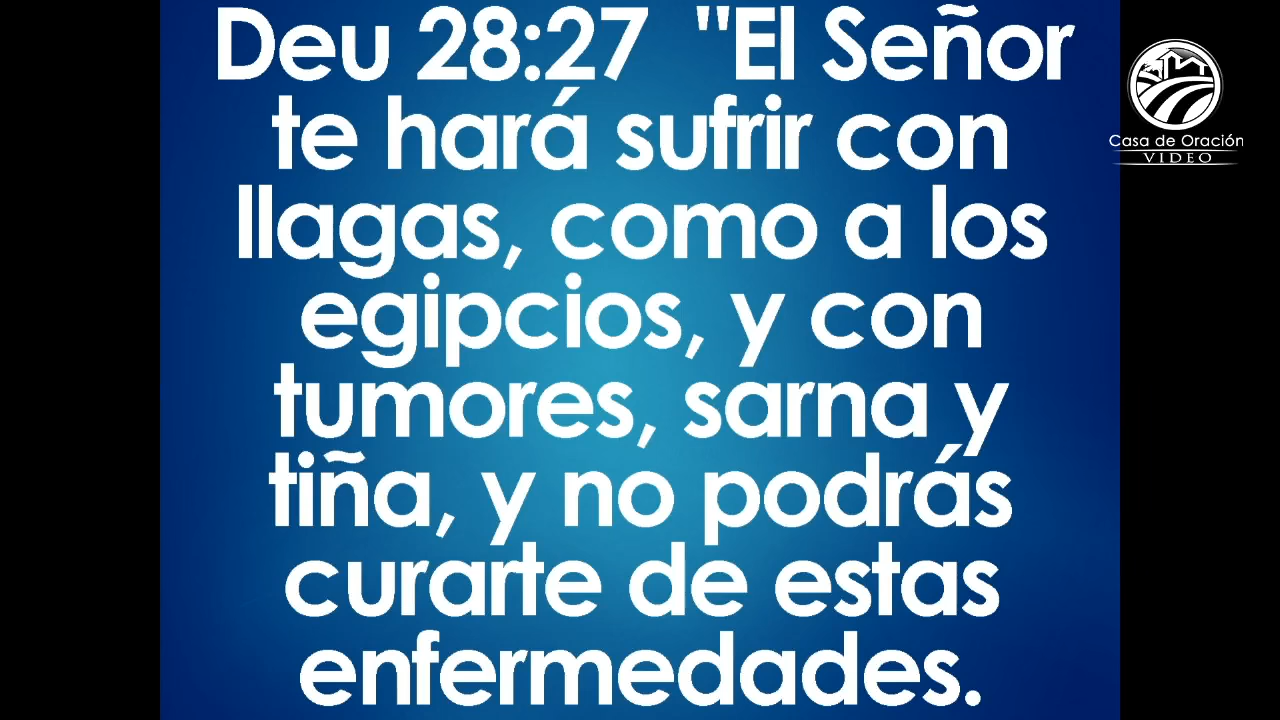 Deu 28:27  "El Señor
te hará sufrir con
llagas, como a los
egipcios, y con
tumores, sarna y
tiña, y no podrás
curarte de estas
enfermedades.
Casa de Oración
VIDEO